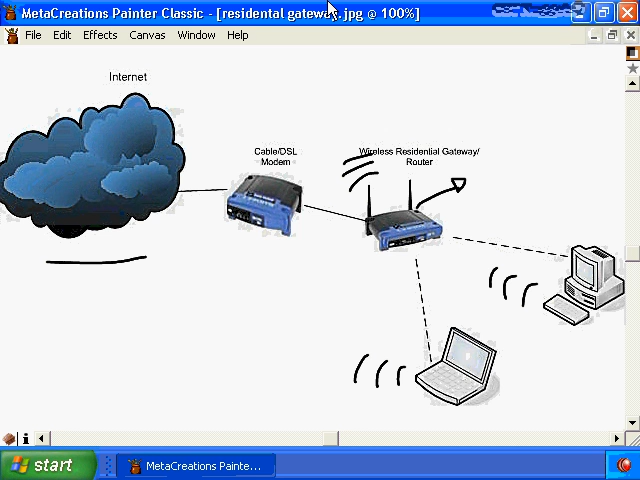 MetaCreations Painter Classic - [residental gateway.jpg @ 100%]
File Edit Effects Canvas Window Help
Internet
Cable/DSL
Modem
Wireless Residential Gateway/
Router
start
MetaCreations Painte...